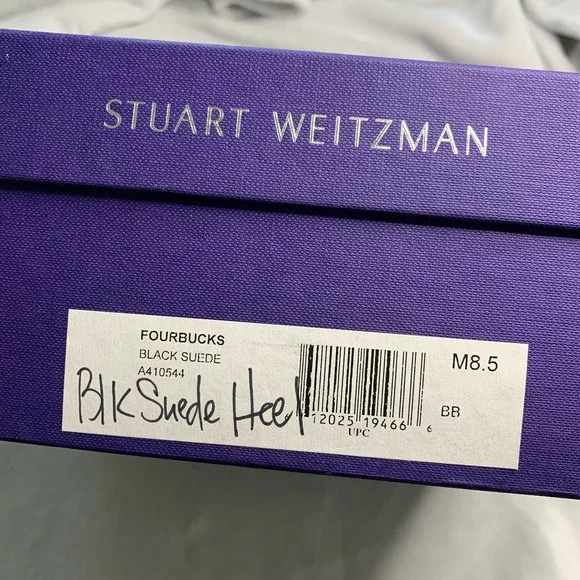 STUART WEITZMAN
FOURBUCKS
BLACK SUEDE
A410544
Blk Suede Heel
12025 19466 6
UPC
M8.5
BB